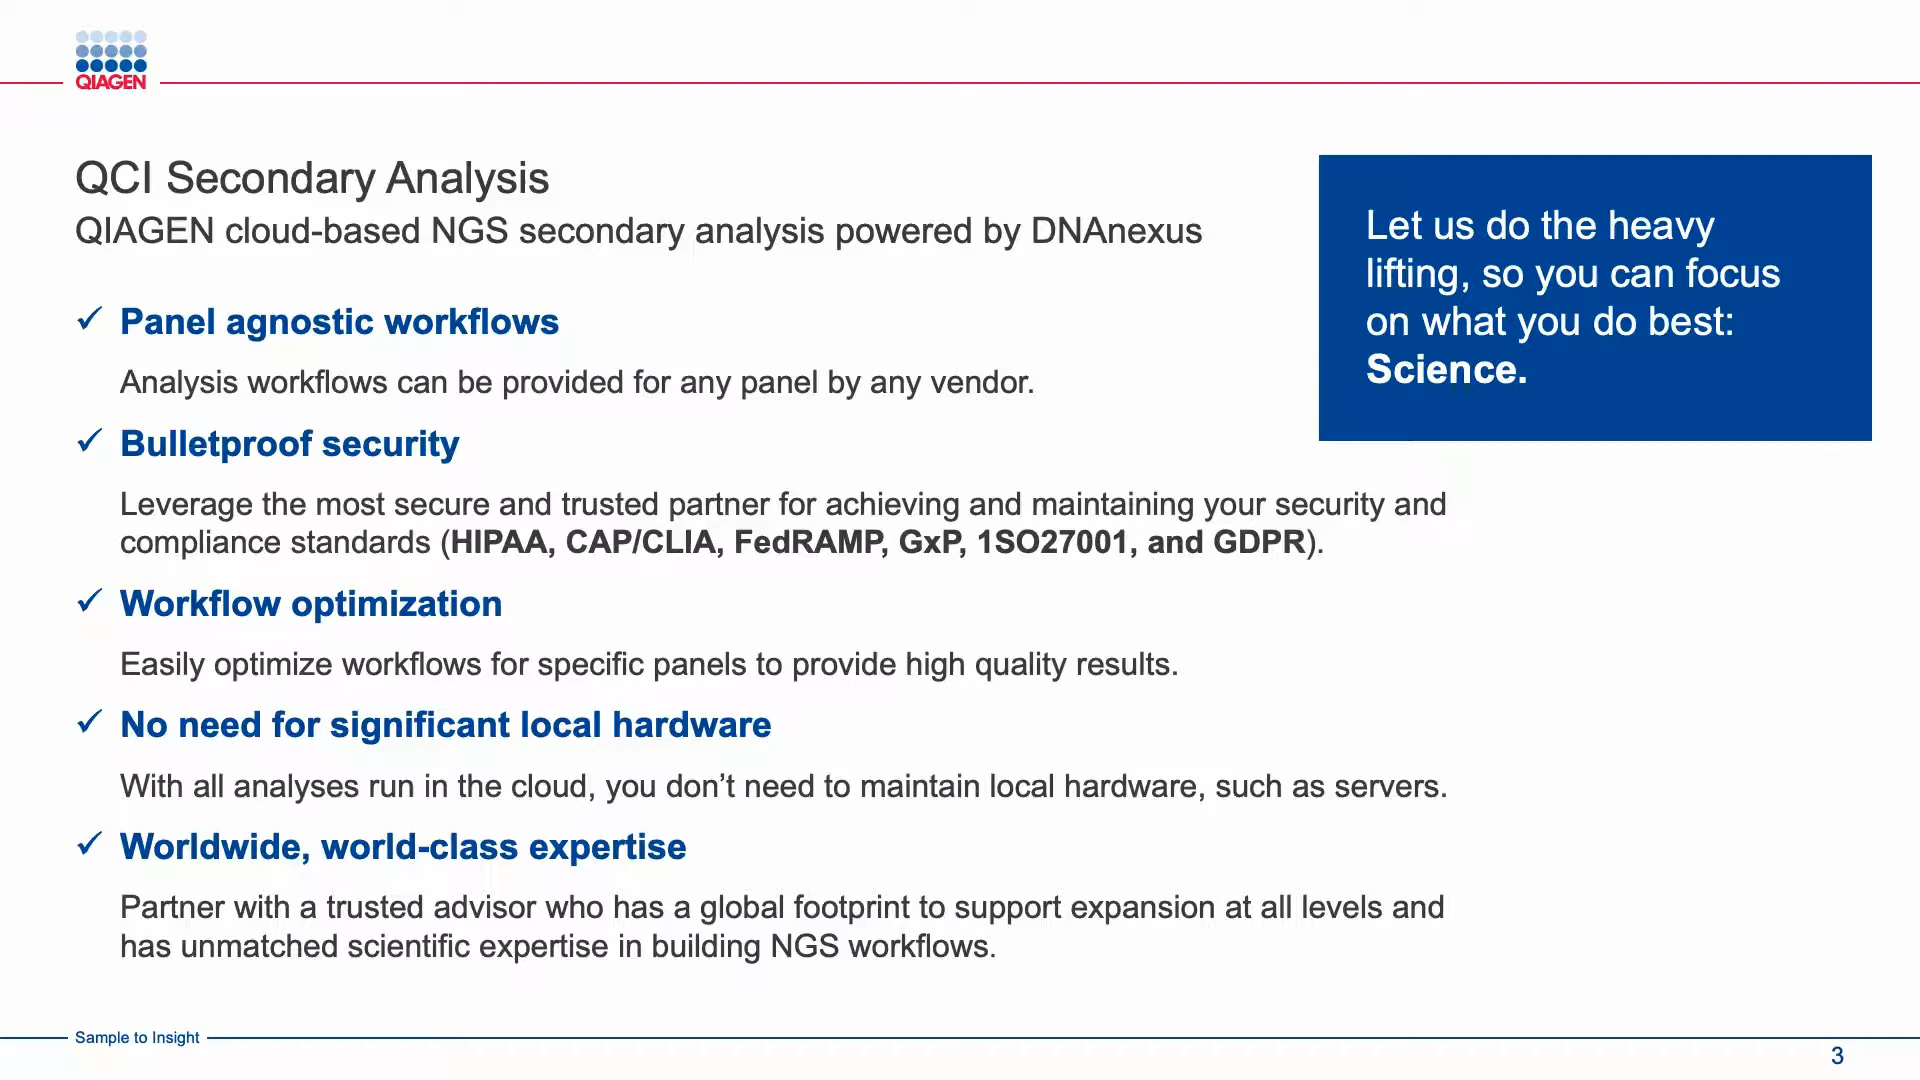 QIAGEN
QCI Secondary Analysis
QIAGEN cloud-based NGS secondary analysis powered by DNAnexus
Let us do the heavy
lifting, so you can focus
on what you do best:
Science.
✓ Panel agnostic workflows
Analysis workflows can be provided for any panel by any vendor.
✓ Bulletproof security
Leverage the most secure and trusted partner for achieving and maintaining your security and
compliance standards (HIPAA, CAP/CLIA, FedRAMP, GxP, 1SO27001, and GDPR).
✓ Workflow optimization
Easily optimize workflows for specific panels to provide high quality results.
✓ No need for significant local hardware
With all analyses run in the cloud, you don’t need to maintain local hardware, such as servers.
✓ Worldwide, world-class expertise
Partner with a trusted advisor who has a global footprint to support expansion at all levels and
has unmatched scientific expertise in building NGS workflows.
Sample to Insight
3